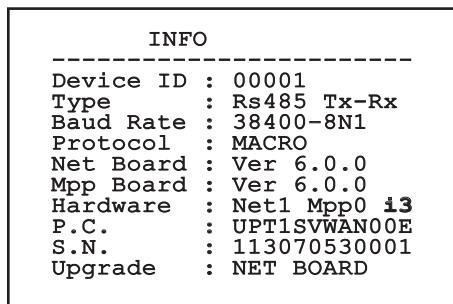 INFO
-------------------------
Device ID : 00001
Type : Rs485 Tx-Rx
Baud Rate : 38400-8N1
Protocol : MACRO
Net Board : Ver 6.0.0
Mpp Board : Ver 6.0.0
Hardware : Net1 Mpp0 i3
P.C. : UPT1SVWAN00E
S.N. : 113070530001
Upgrade : NET BOARD